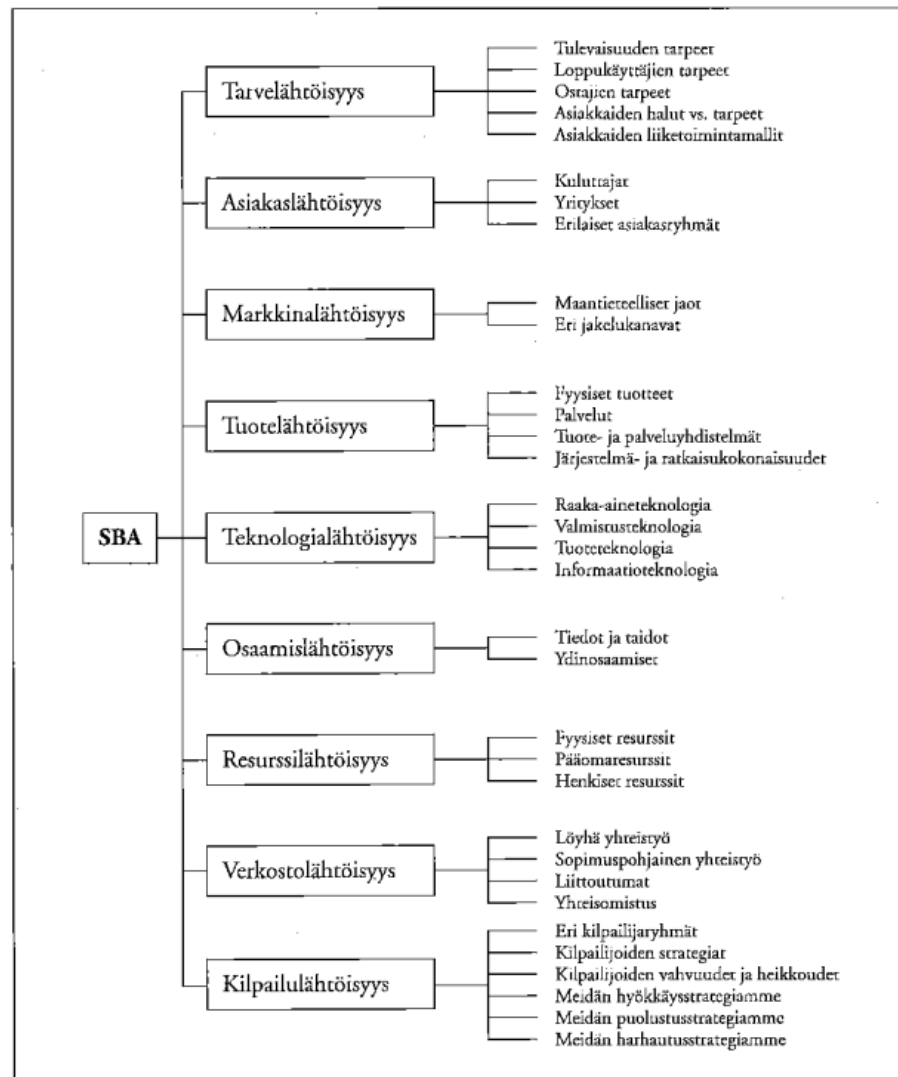 Tarvelähtöisyys
Tulevaisuuden tarpeet
Loppukäyttäjien tarpeet
Ostajien tarpeet
Asiakkaiden halut vs. tarpeet
Asiakkaiden liiketoimintamallit
Asiakaslähtöisyys
Kuluttajat
Yritykset
Erilaiset asiakasryhmät
Markkinalähtöisyys
Maantieteelliset jaot
Eri jakelukanavat
Tuotelähtöisyys
Fyysiset tuotteet
Palvelut
Tuote- ja palveluyhdistelmät
Järjestelmä- ja ratkaisukokonaisuudet
SBA
Teknologialähtöisyys
Raaka-aineteknologia
Valmistusteknologia
Tuoteteknologia
Informaatioteknologia
Osaamislähtöisyys
Tiedot ja taidot
Ydinosaamiset
Resurssilähtöisyys
Fyysiset resurssit
Pääomaresurssit
Henkiset resurssit
Verkostolähtöisyys
Löyhä yhteistyö
Sopimuspohjainen yhteistyö
Liittoutumat
Yhteisomistus
Kilpailulähtöisyys
Eri kilpailijaryhmät
Kilpailijoiden strategiat
Kilpailijoiden vahvuudet ja heikkoudet
Meidän hyökkäysstrategiamme
Meidän puolustusstrategiamme
Meidän harhautusstrategiamme